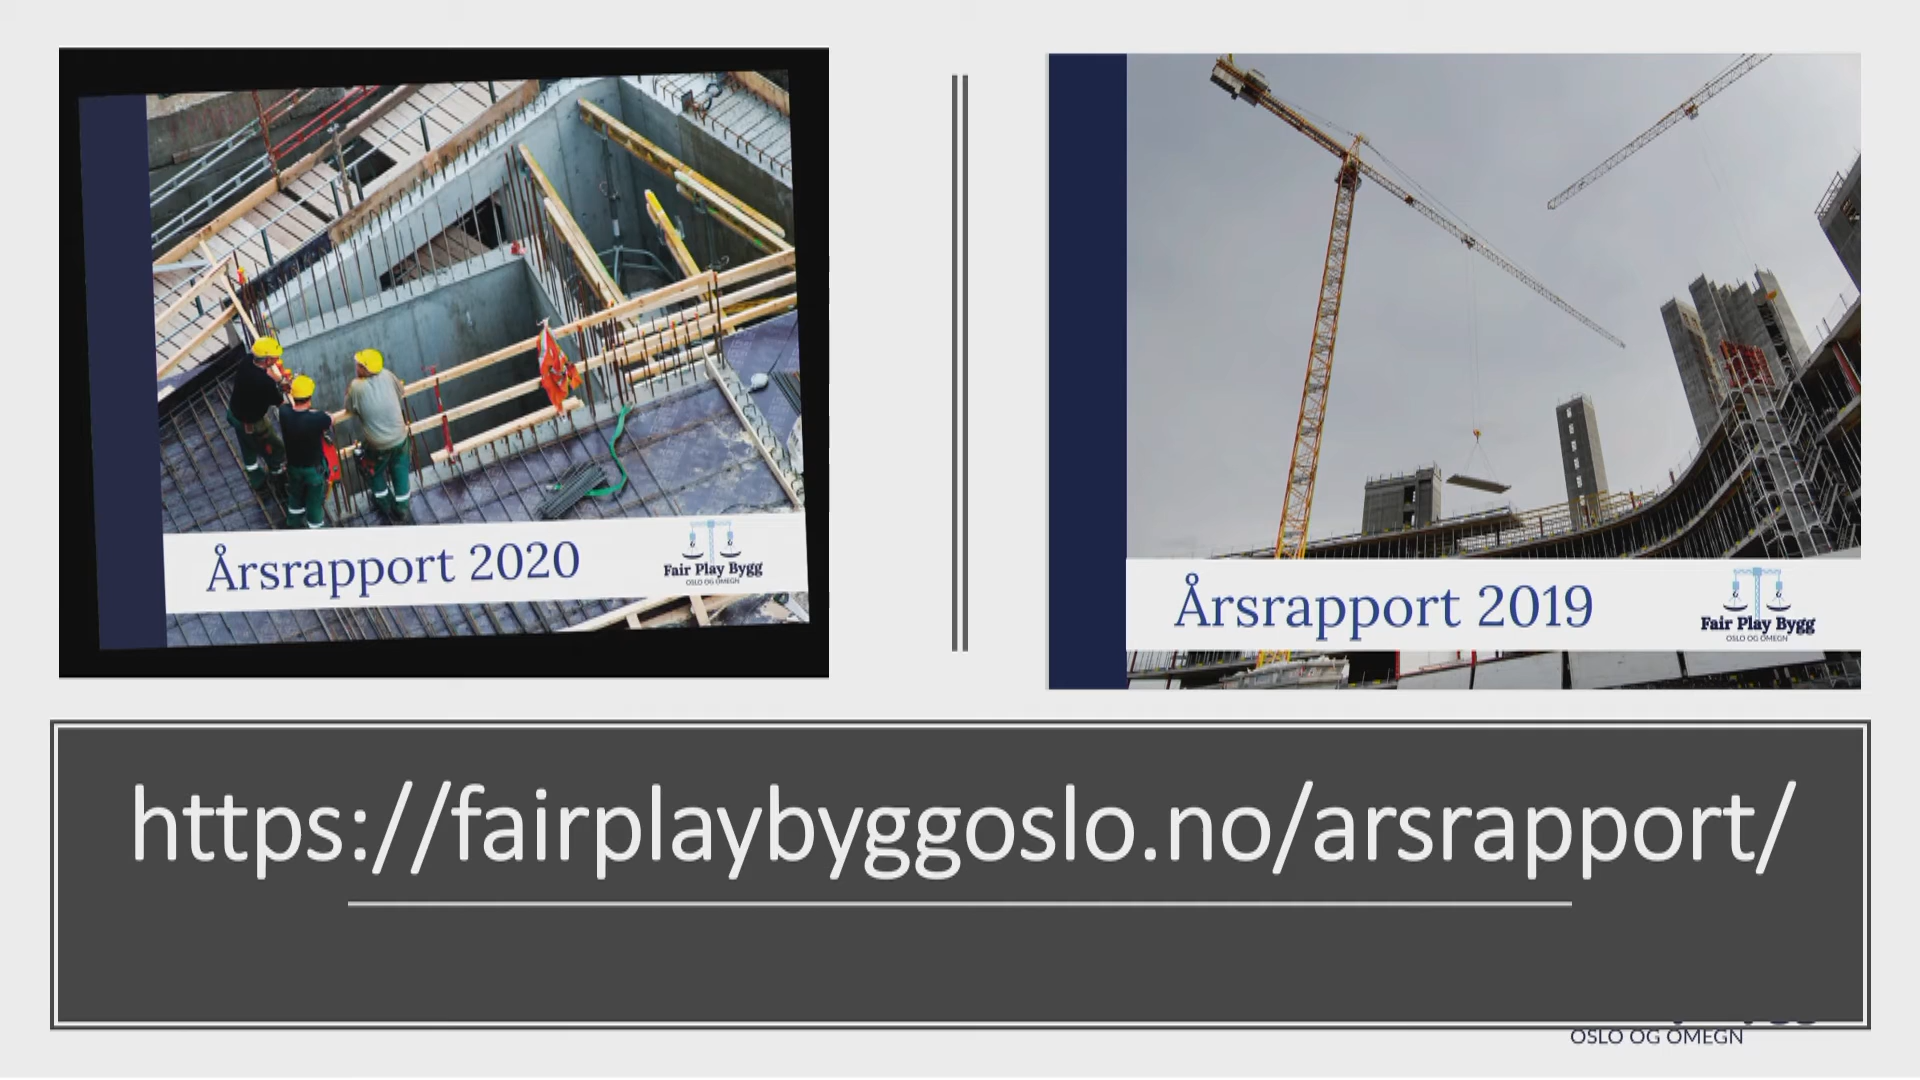 Årsrapport 2020
Fair Play Bygg
OSLO OG OMEGN
Årsrapport 2019
Fair Play Bygg
OSLO OG OMEGN
https://fairplaybyggoslo.no/arsrapport/
OSLO OG OMEGN